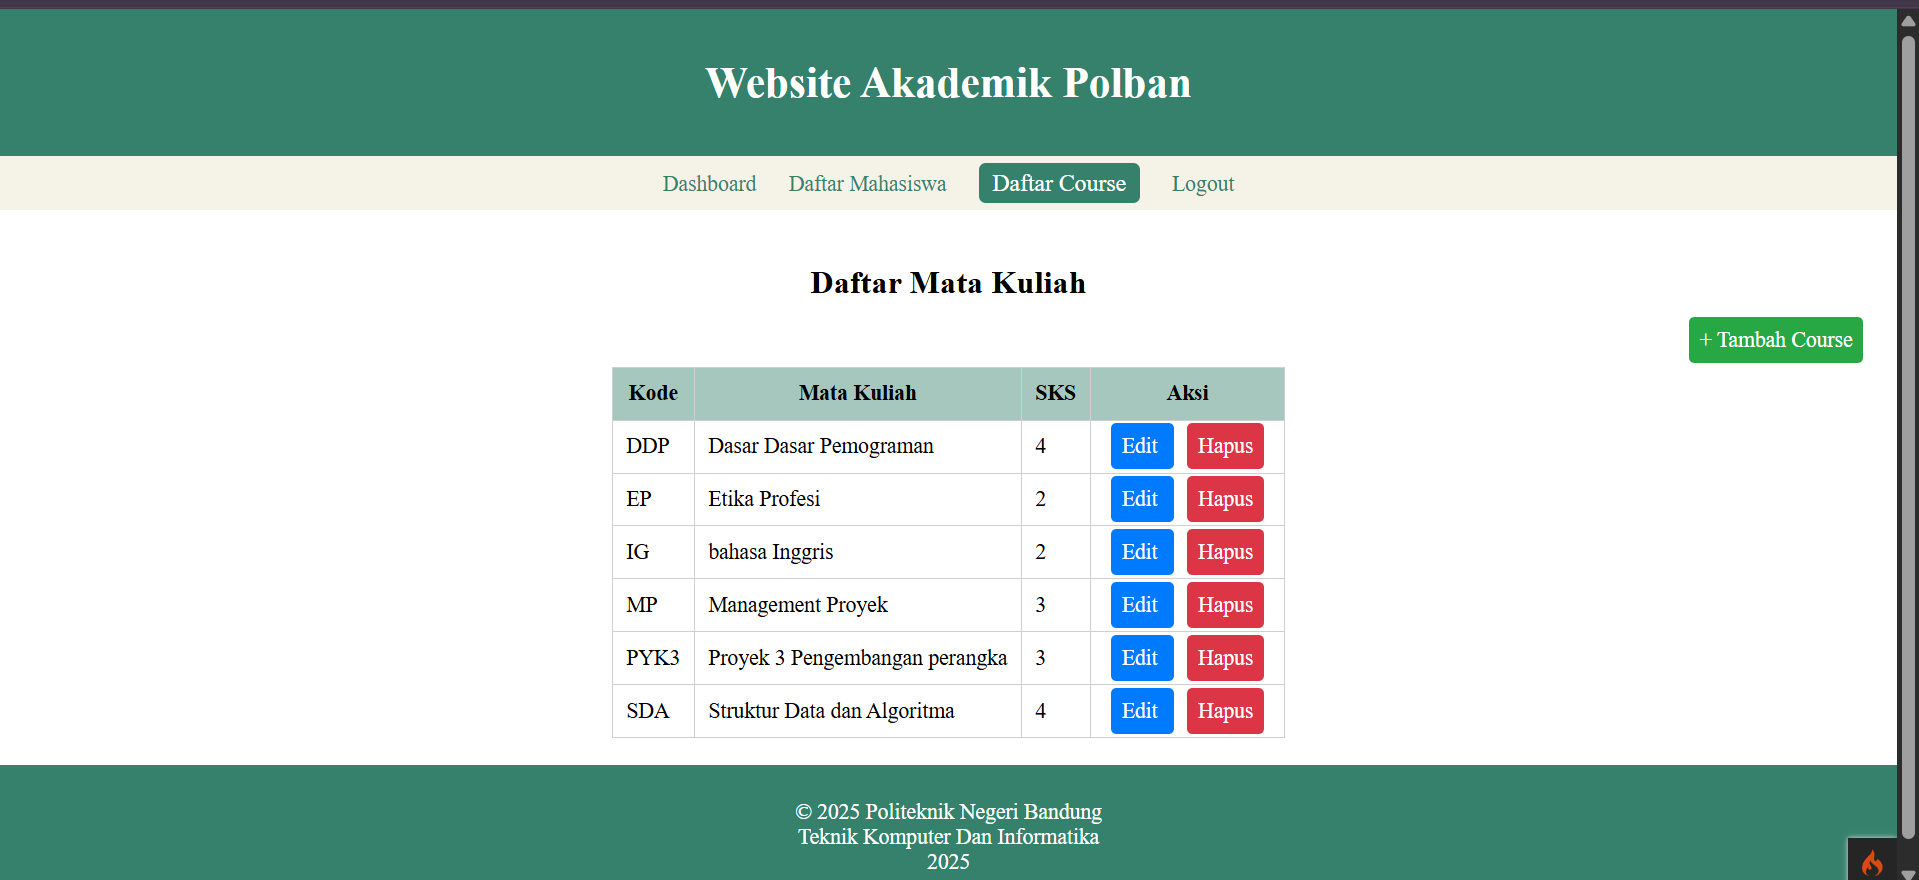 Website Akademik Polban
Dashboard Daftar Mahasiswa Daftar Course Logout
Daftar Mata Kuliah
+ Tambah Course
Kode Mata Kuliah SKS Aksi
DDP Dasar Dasar Pemograman 4 Edit Hapus
EP Etika Profesi 2 Edit Hapus
IG bahasa Inggris 2 Edit Hapus
MP Management Proyek 3 Edit Hapus
PYK3 Proyek 3 Pengembangan perangka 3 Edit Hapus
SDA Struktur Data dan Algoritma 4 Edit Hapus
© 2025 Politeknik Negeri Bandung
Teknik Komputer Dan Informatika
2025